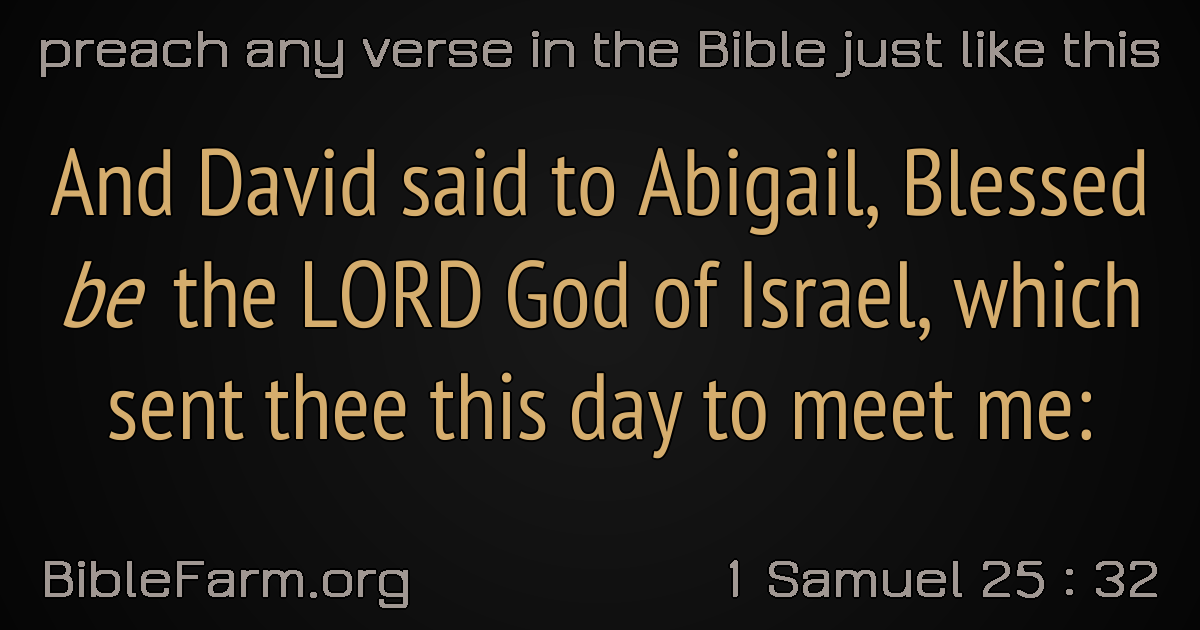 preach any verse in the Bible just like this
And David said to Abigail, Blessed
be the LORD God of Israel, which
sent thee this day to meet me:
BibleFarm.org
1 Samuel 25 : 32